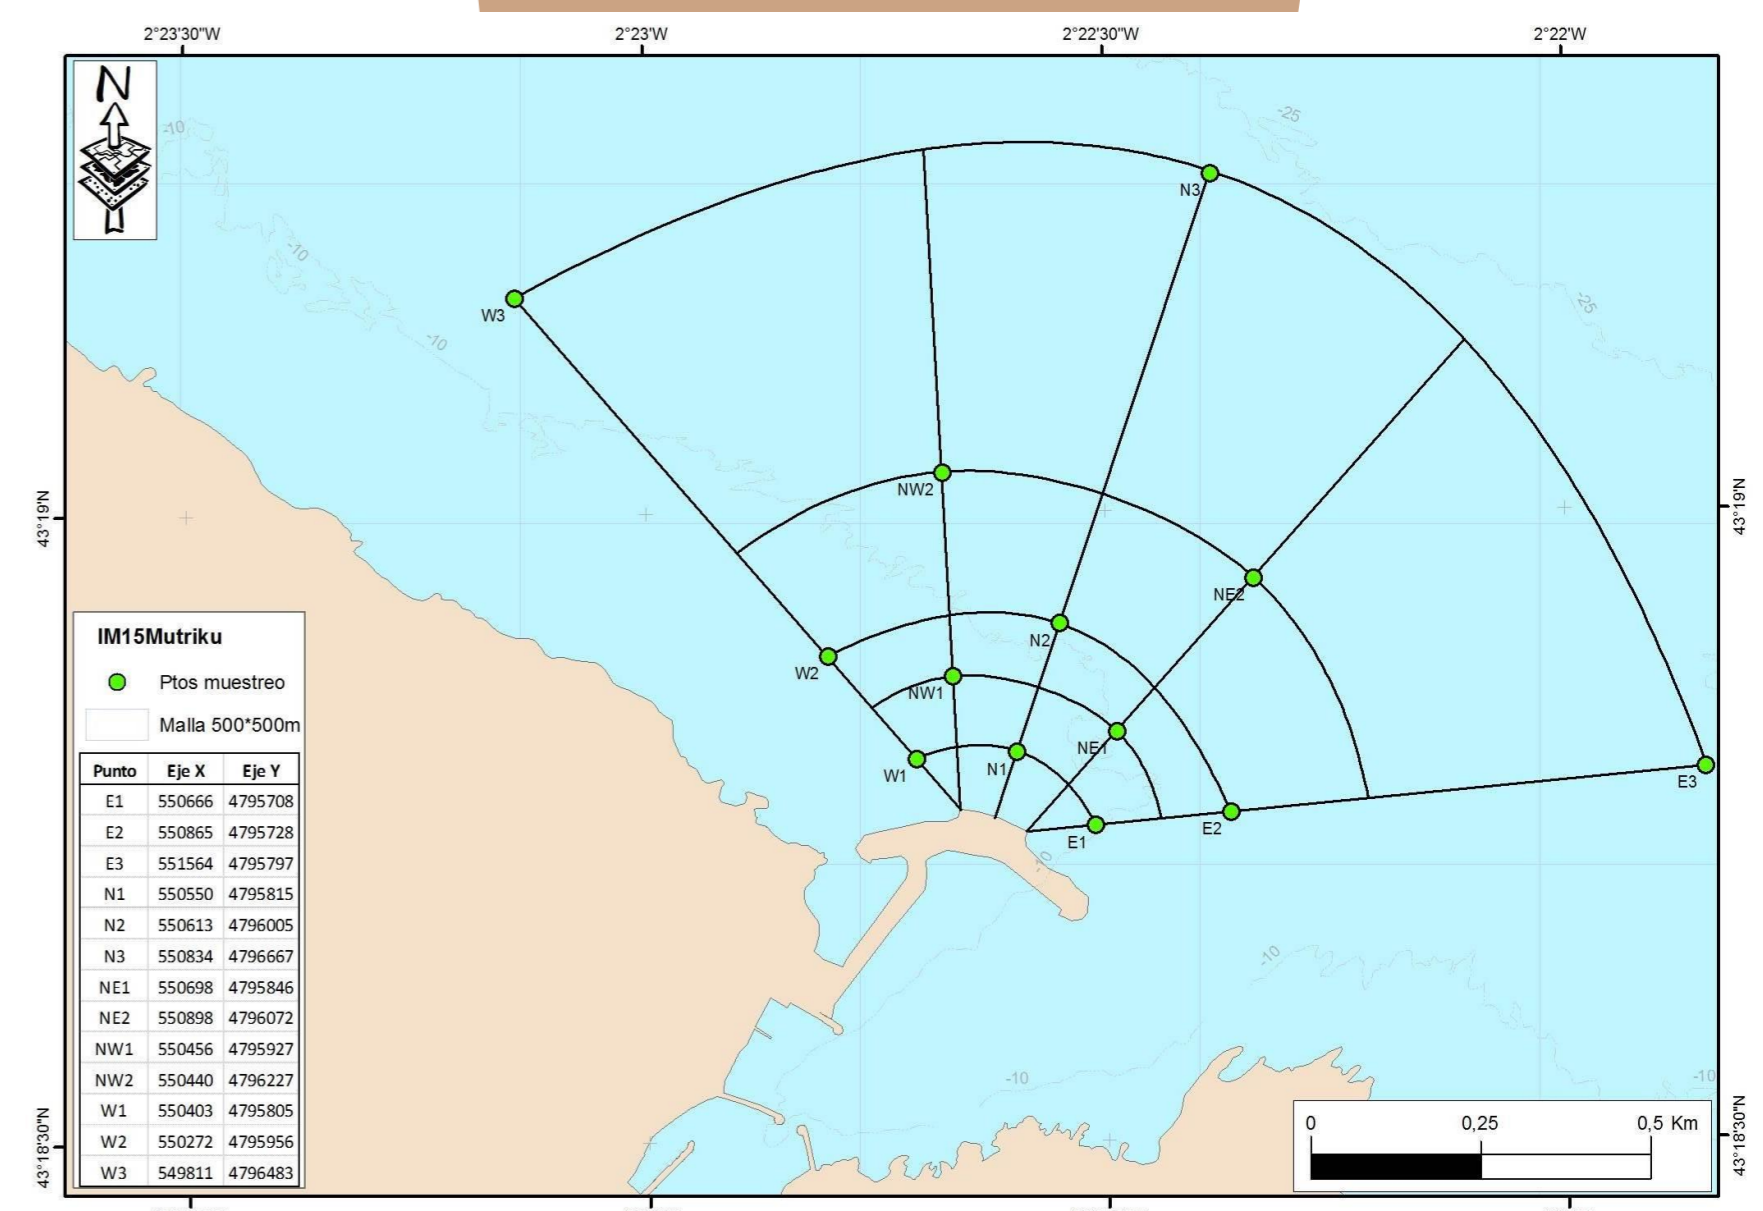 2°23'30"W 2°23'W 2°22'30"W 2°22'W
N
-10
-25
N3
-10
-25
W3
-10
NW2
43°19'N
43°19'N
NE2
IM15Mutriku
N2
W2
Ptos muestreo
NW1
Malla 500*500m
NE1
N1
W1
E3
E2
E1
-10
Punto Eje X Eje Y
E1 550666 4795708
E2 550865 4795728
E3 551564 4795797
N1 550550 4795815
N2 550613 4796005
N3 550834 4796667
NE1 550698 4795846
NE2 550898 4796072
NW1 550456 4795927
NW2 550440 4796227
W1 550403 4795805
W2 550272 4795956
W3 549811 4796483
-10
-10
-10
0 0,25 0,5 Km
43°18'30"N
43°18'30"N